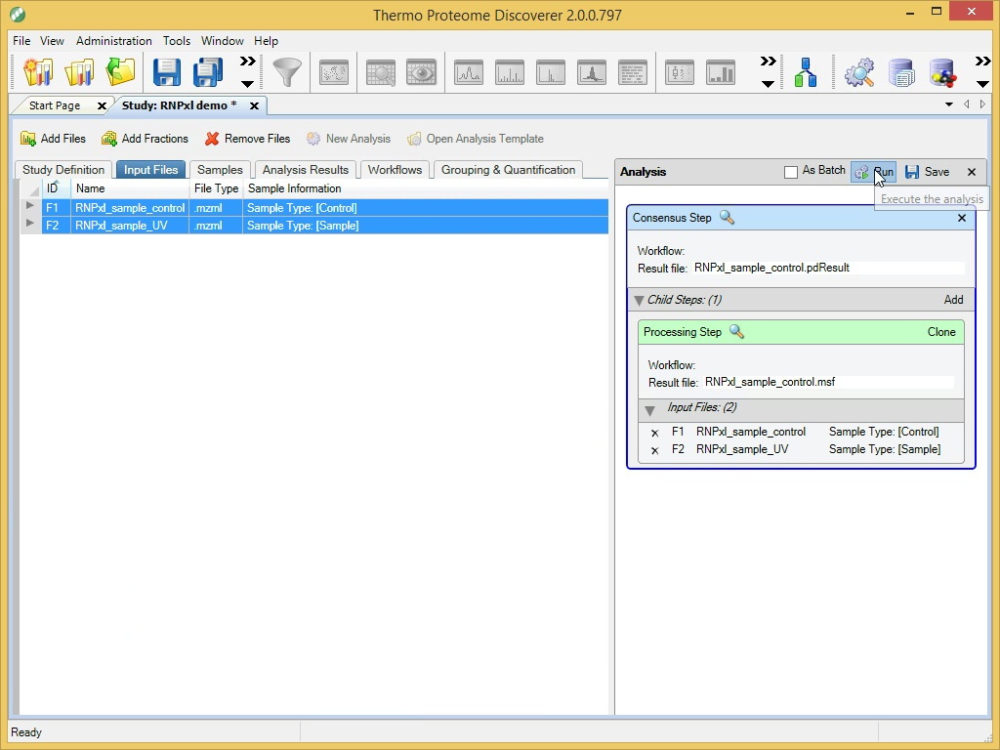 Thermo Proteome Discoverer 2.0.0.797
File View Administration Tools Window Help
Start Page Study: RNPxl demo *
Add Files Add Fractions Remove Files New Analysis Open Analysis Template
Study Definition Input Files Samples Analysis Results Workflows Grouping & Quantification
ID Name File Type Sample Information
F1 RNPxl_sample_control .mzml Sample Type: [Control]
F2 RNPxl_sample_UV .mzml Sample Type: [Sample]
Analysis As Batch Run Save
Execute the analysis
Consensus Step
Workflow:
Result file: RNPxl_sample_control.pdResult
Child Steps: (1) Add
Processing Step Clone
Workflow:
Result file: RNPxl_sample_control.msf
Input Files: (2)
F1 RNPxl_sample_control Sample Type: [Control]
F2 RNPxl_sample_UV Sample Type: [Sample]
Ready